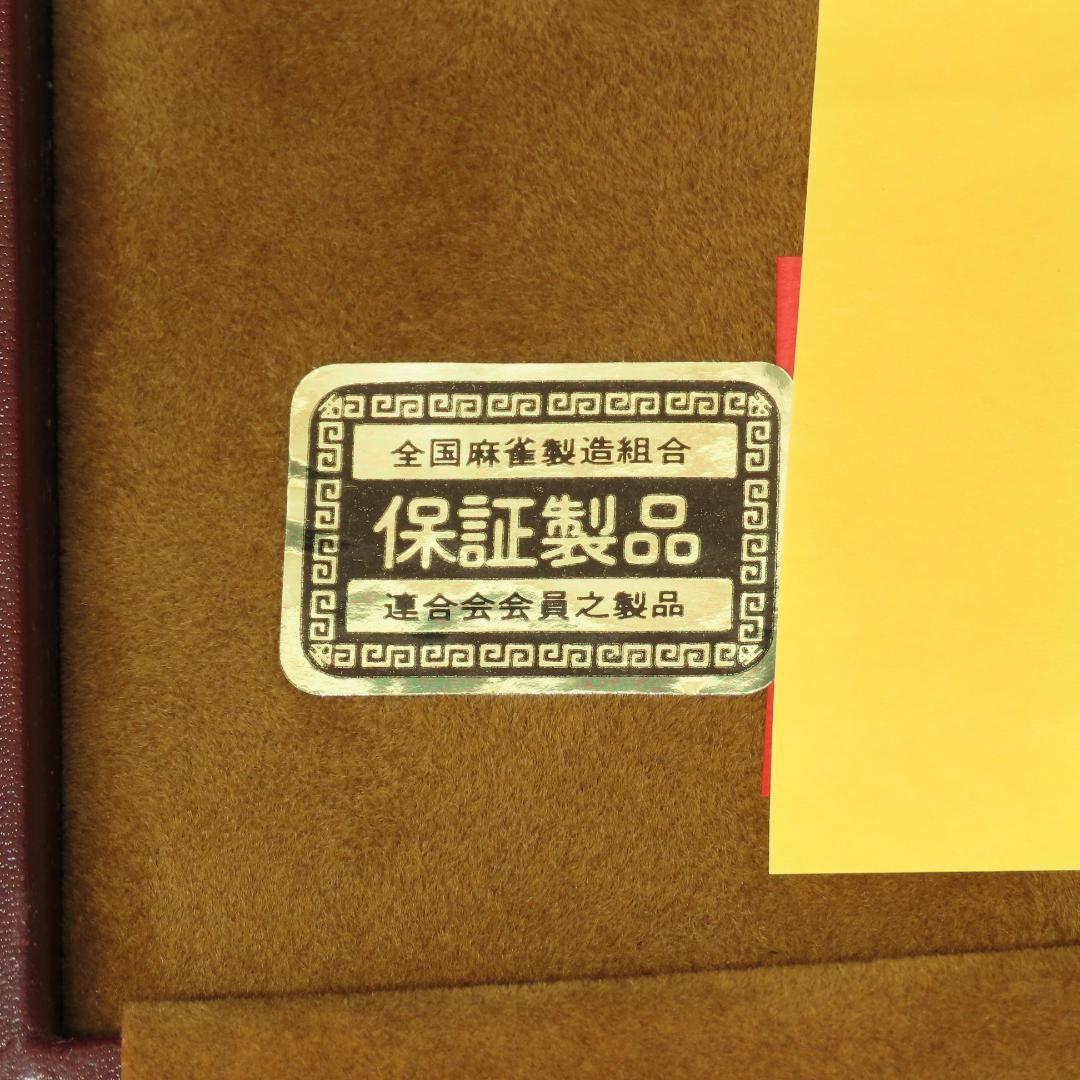 全国麻雀製造組合
保証製品
連合会会員之製品